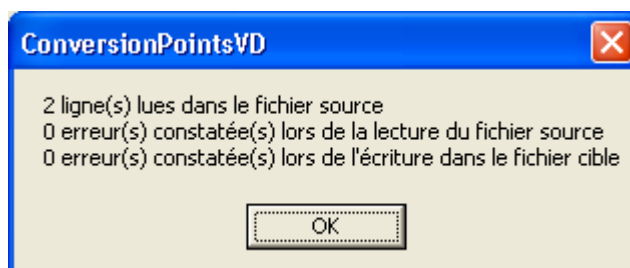 ConversionPointsVD
2 ligne(s) lues dans le fichier source
0 erreur(s) constatée(s) lors de la lecture du fichier source
0 erreur(s) constatée(s) lors de l'écriture dans le fichier cible
OK